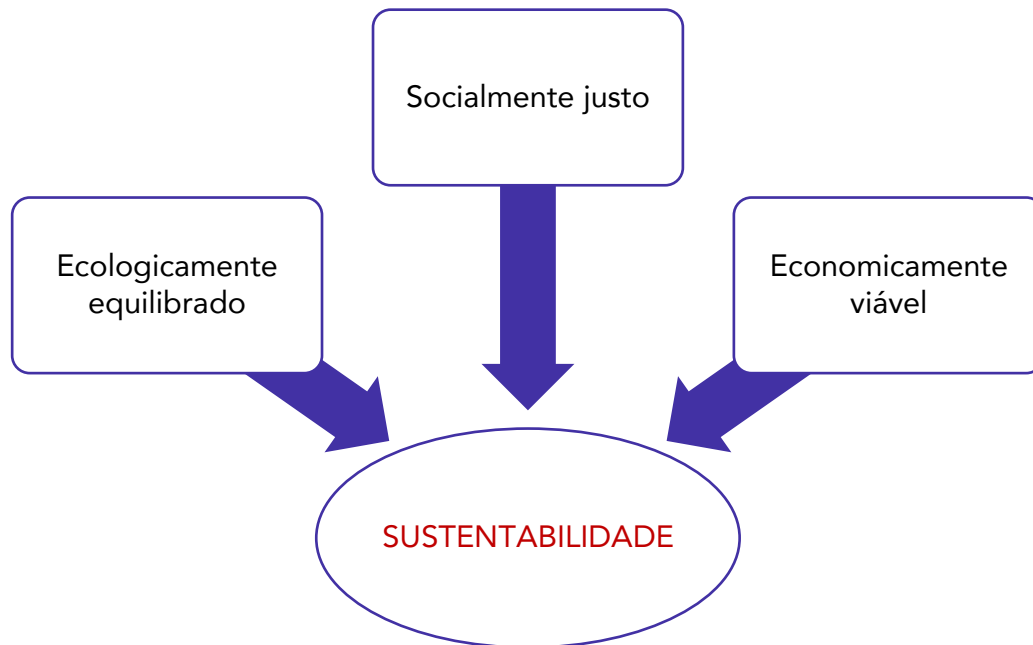 Socialmente justo
Ecologicamente
equilibrado
Economicamente
viável
SUSTENTABILIDADE